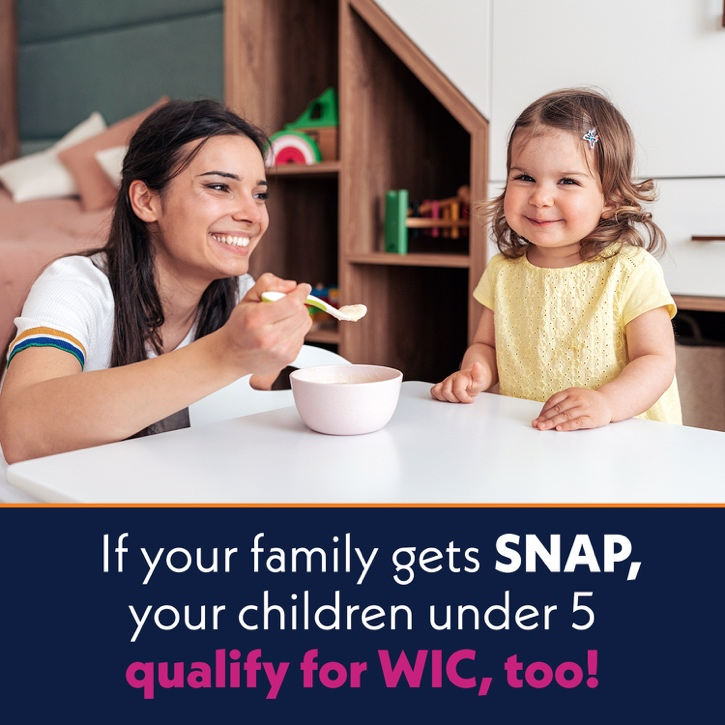 If your family gets SNAP,
your children under 5
qualify for WIC, too!